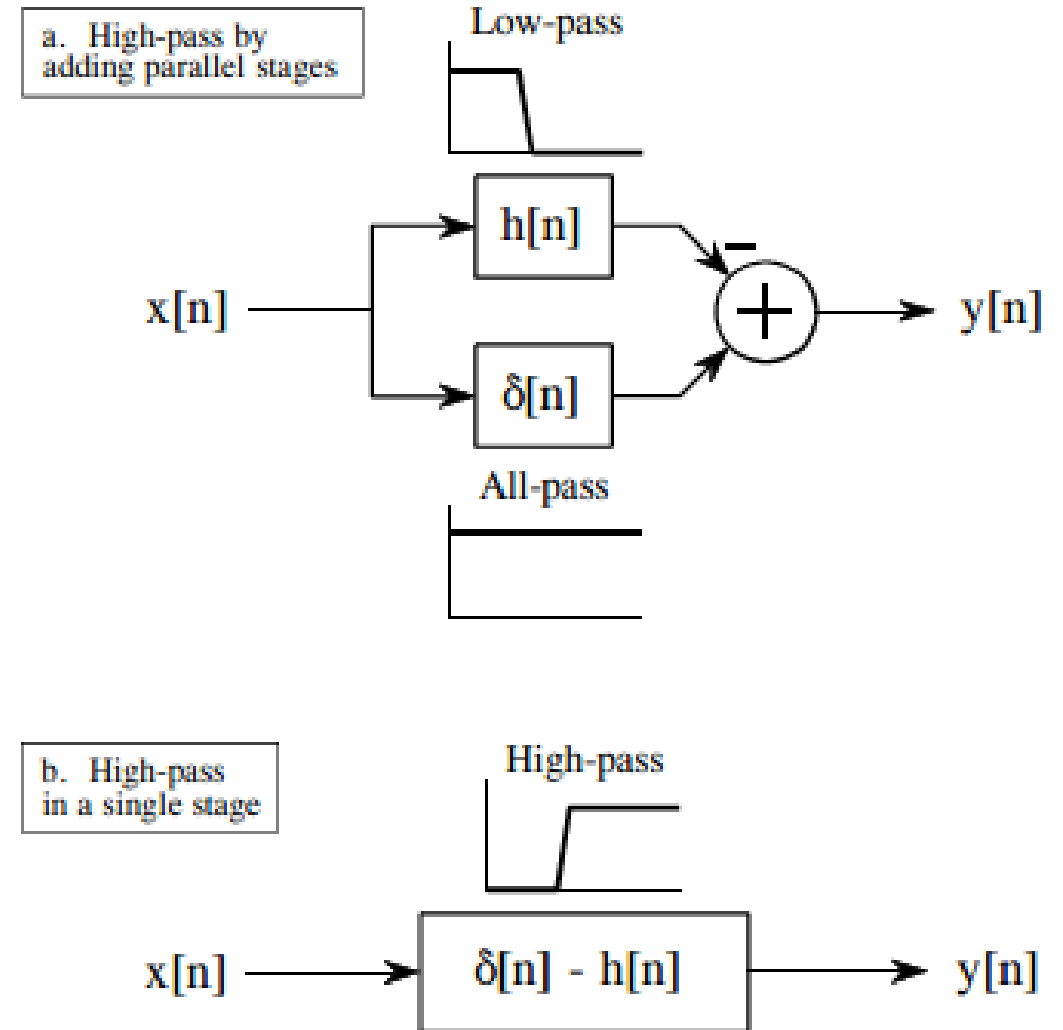 a. High-pass by
adding parallel stages
Low-pass
h[n]
−
x[n]
+
y[n]
δ[n]
All-pass
b. High-pass
in a single stage
High-pass
x[n]
δ[n] - h[n]
y[n]